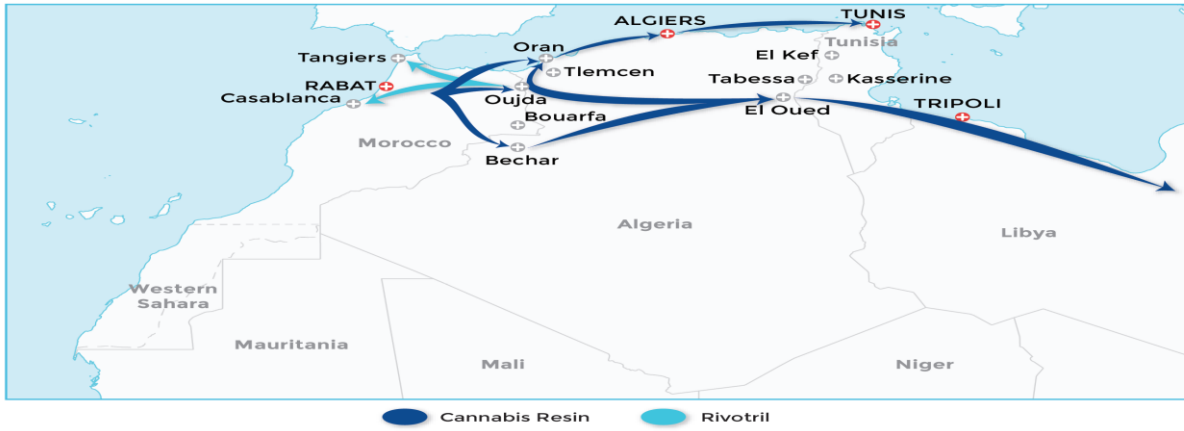 ALGIERS
TUNIS
Oran
Tunisia
Tangiers
El Kef
Tlemcen
Tabessa
Kasserine
RABAT
Oujda
Casablanca
El Oued
TRIPOLI
Bouarfa
Morocco
Bechar
Algeria
Libya
Western
Sahara
Mauritania
Mali
Niger
Cannabis Resin
Rivotril